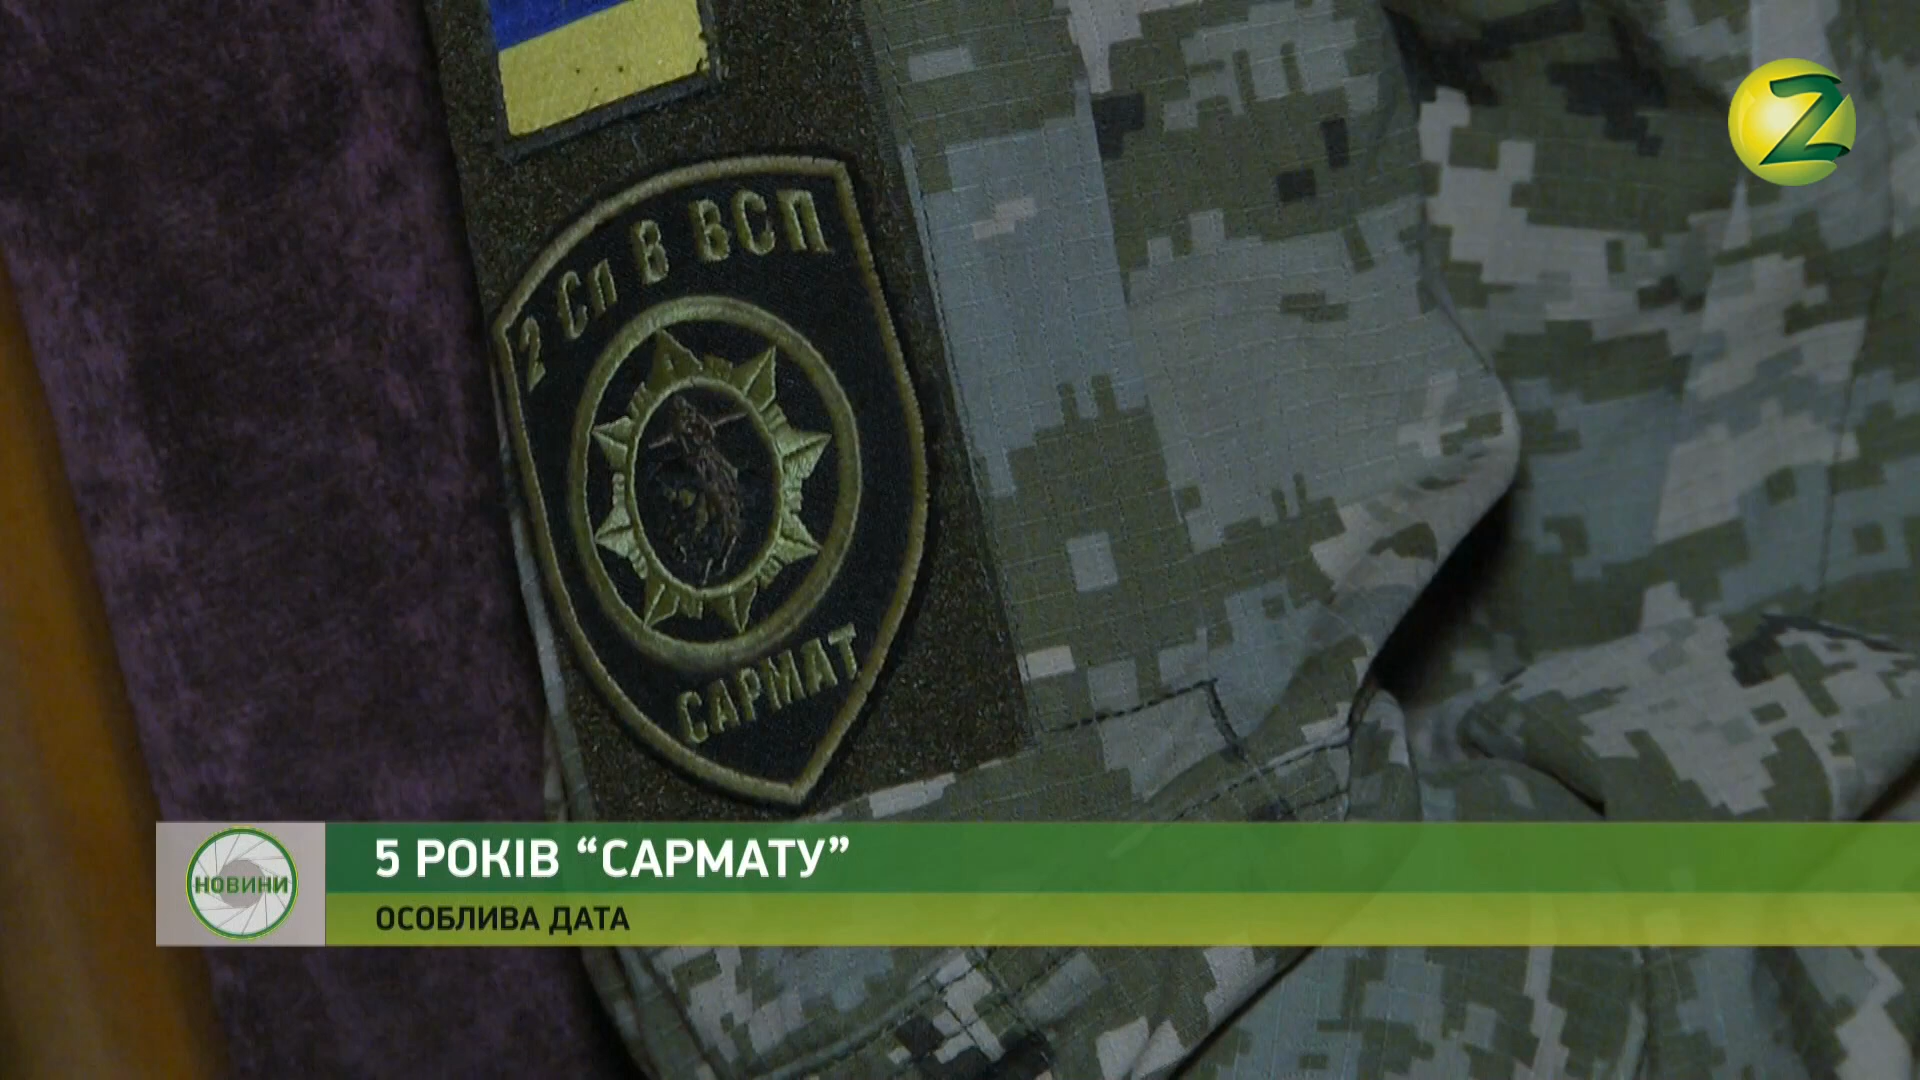 Z
2 Сп В ВСП
САРМАТ
НОВИНИ
5 РОКІВ “САРМАТУ”
ОСОБЛИВА ДАТА